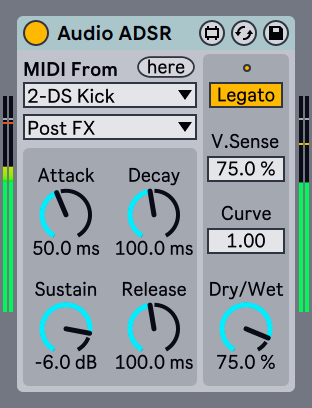 Audio ADSR
MIDI From here
2-DS Kick
Post FX
Legato
V.Sense
75.0 %
Curve
1.00
Attack Decay
50.0 ms 100.0 ms
Sustain Release Dry/Wet
-6.0 dB 100.0 ms 75.0 %